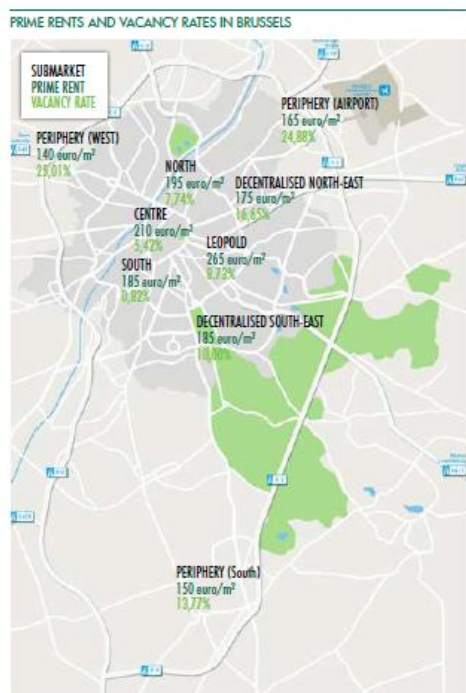 PRIME RENTS AND VACANCY RATES IN BRUSSELS
SUBMARKET
PRIME RENT
VACANCY RATE
PERIPHERY (AIRPORT)
165 euro/m²
24,88%
PERIPHERY (WEST)
140 euro/m²
25,01%
NORTH
195 euro/m²
7,74%
DECENTRALISED NORTH-EAST
175 euro/m²
16,65%
CENTRE
210 euro/m²
5,42%
LEOPOLD
265 euro/m²
8,73%
SOUTH
185 euro/m²
0,82%
DECENTRALISED SOUTH-EAST
185 euro/m²
PERIPHERY (South)
150 euro/m²
13,77%